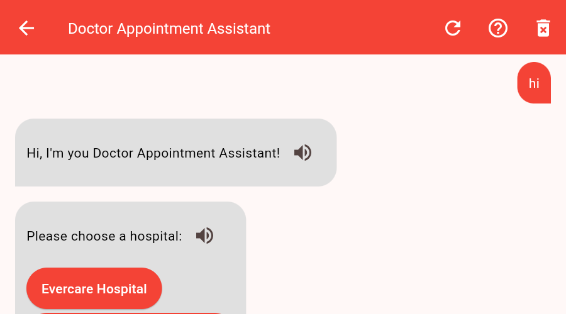 Doctor Appointment Assistant
hi
Hi, I'm you Doctor Appointment Assistant!
Please choose a hospital:
Evercare Hospital